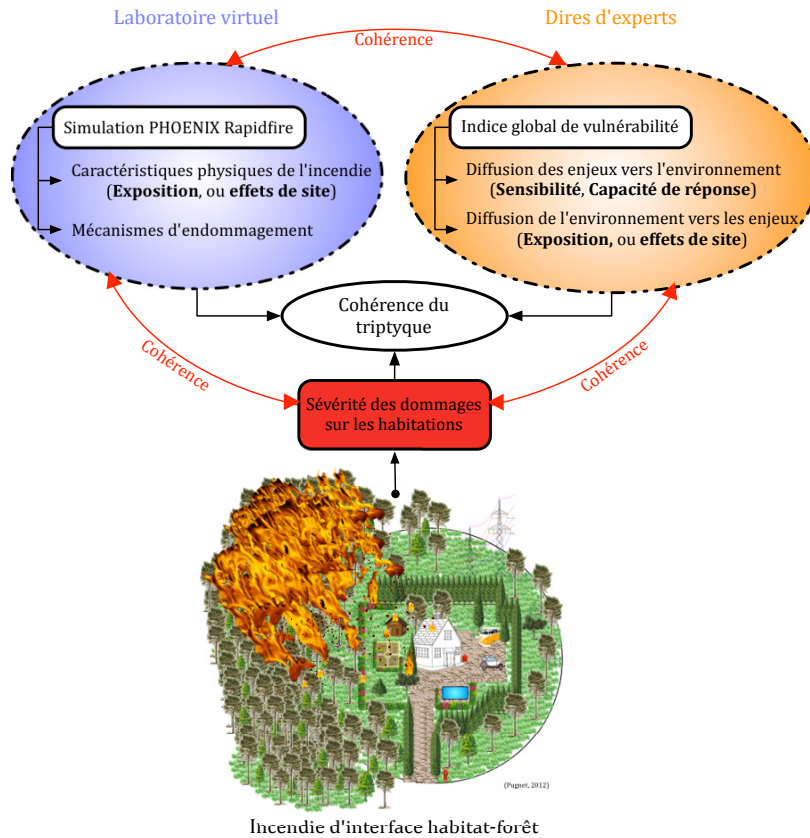 Laboratoire virtuel
Dires d'experts
Cohérence
Simulation PHOENIX Rapidfire
Caractéristiques physiques de l'incendie
(Exposition, ou effets de site)
Mécanismes d'endommagement
Indice global de vulnérabilité
Diffusion des enjeux vers l'environnement
(Sensibilité, Capacité de réponse)
Diffusion de l'environnement vers les enjeux
(Exposition, ou effets de site)
Cohérence du
triptyque
Cohérence
Cohérence
Sévérité des dommages
sur les habitations
(Pugnet, 2012)
Incendie d'interface habitat-forêt